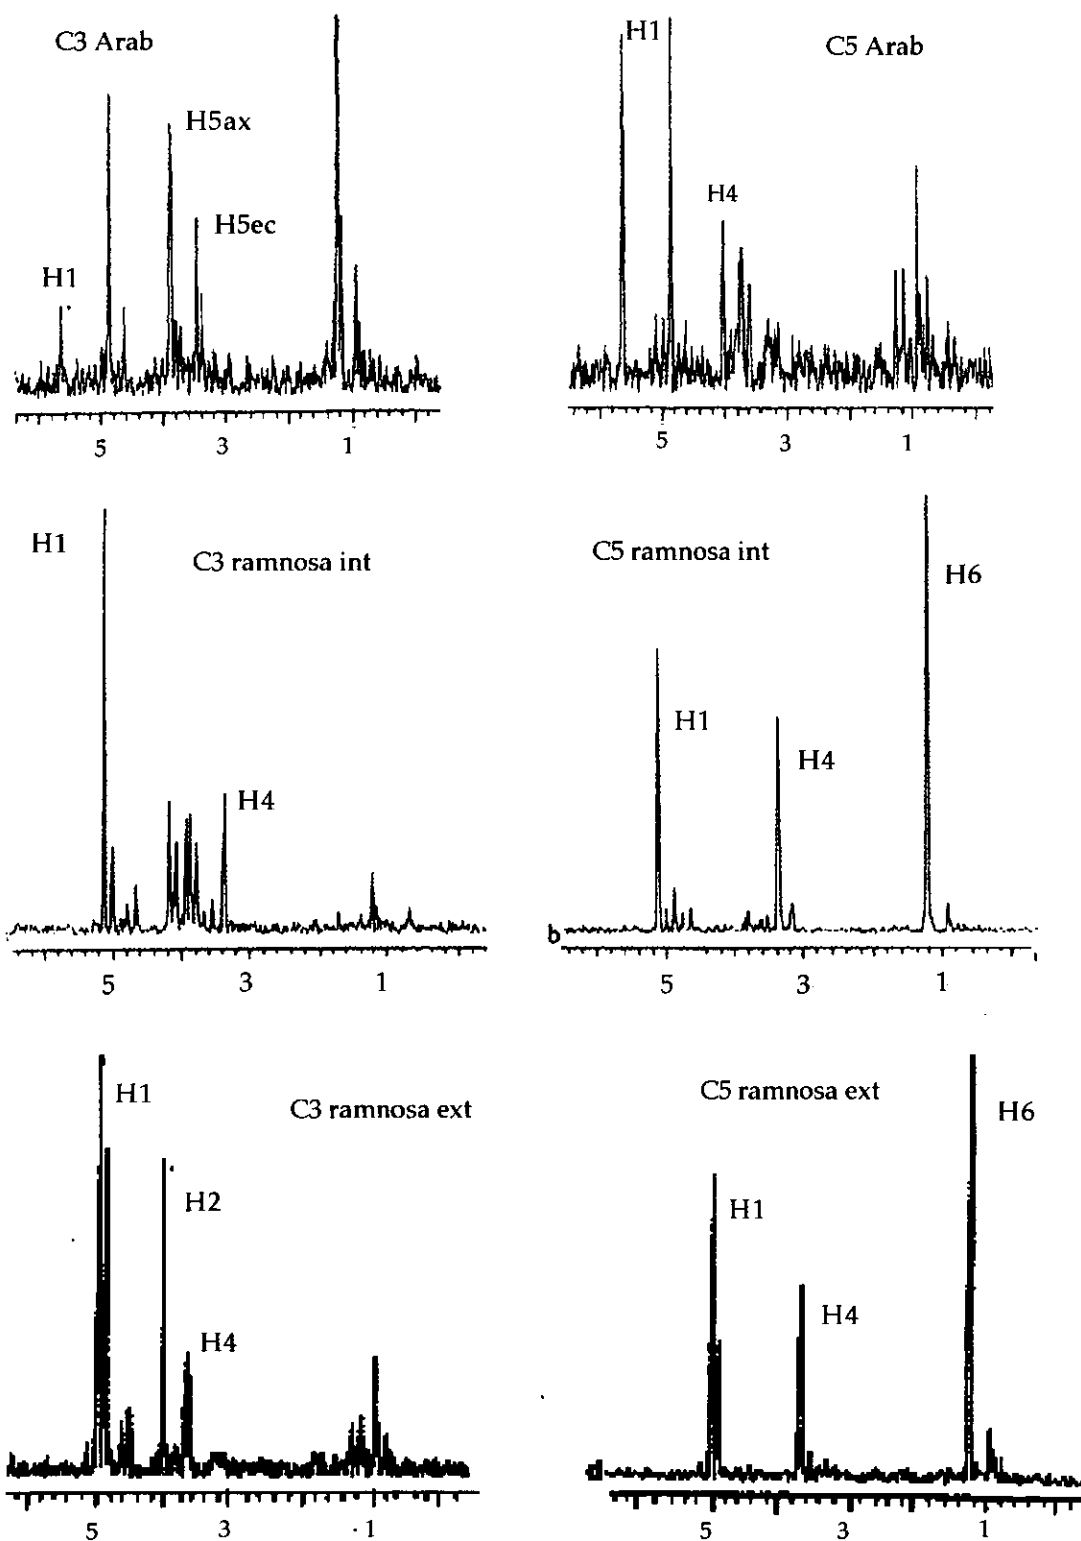 C3 Arab
H5ax
H5ec
H1
5 3 1
H1
C5 Arab
H4
5 3 1
H1
C3 ramnosa int
H4
5 3 1
C5 ramnosa int
H6
H1
H4
b
5 3 1
H1
C3 ramnosa ext
H2
H4
5 3 1
C5 ramnosa ext
H6
H1
H4
5 3 1